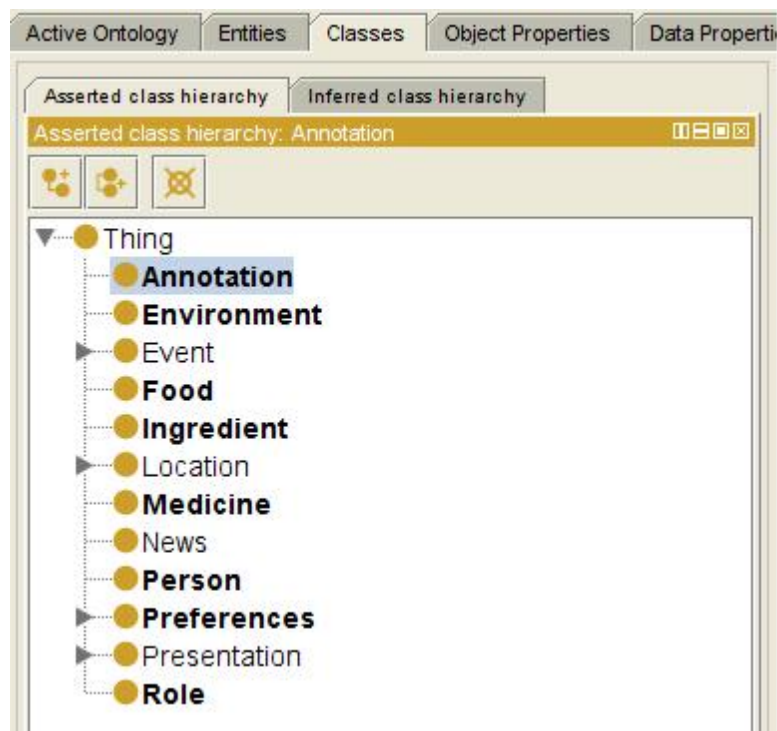 Active Ontology Entities Classes Object Properties Data Properti
Asserted class hierarchy Inferred class hierarchy
Asserted class hierarchy: Annotation
Thing
Annotation
Environment
Event
Food
Ingredient
Location
Medicine
News
Person
Preferences
Presentation
Role